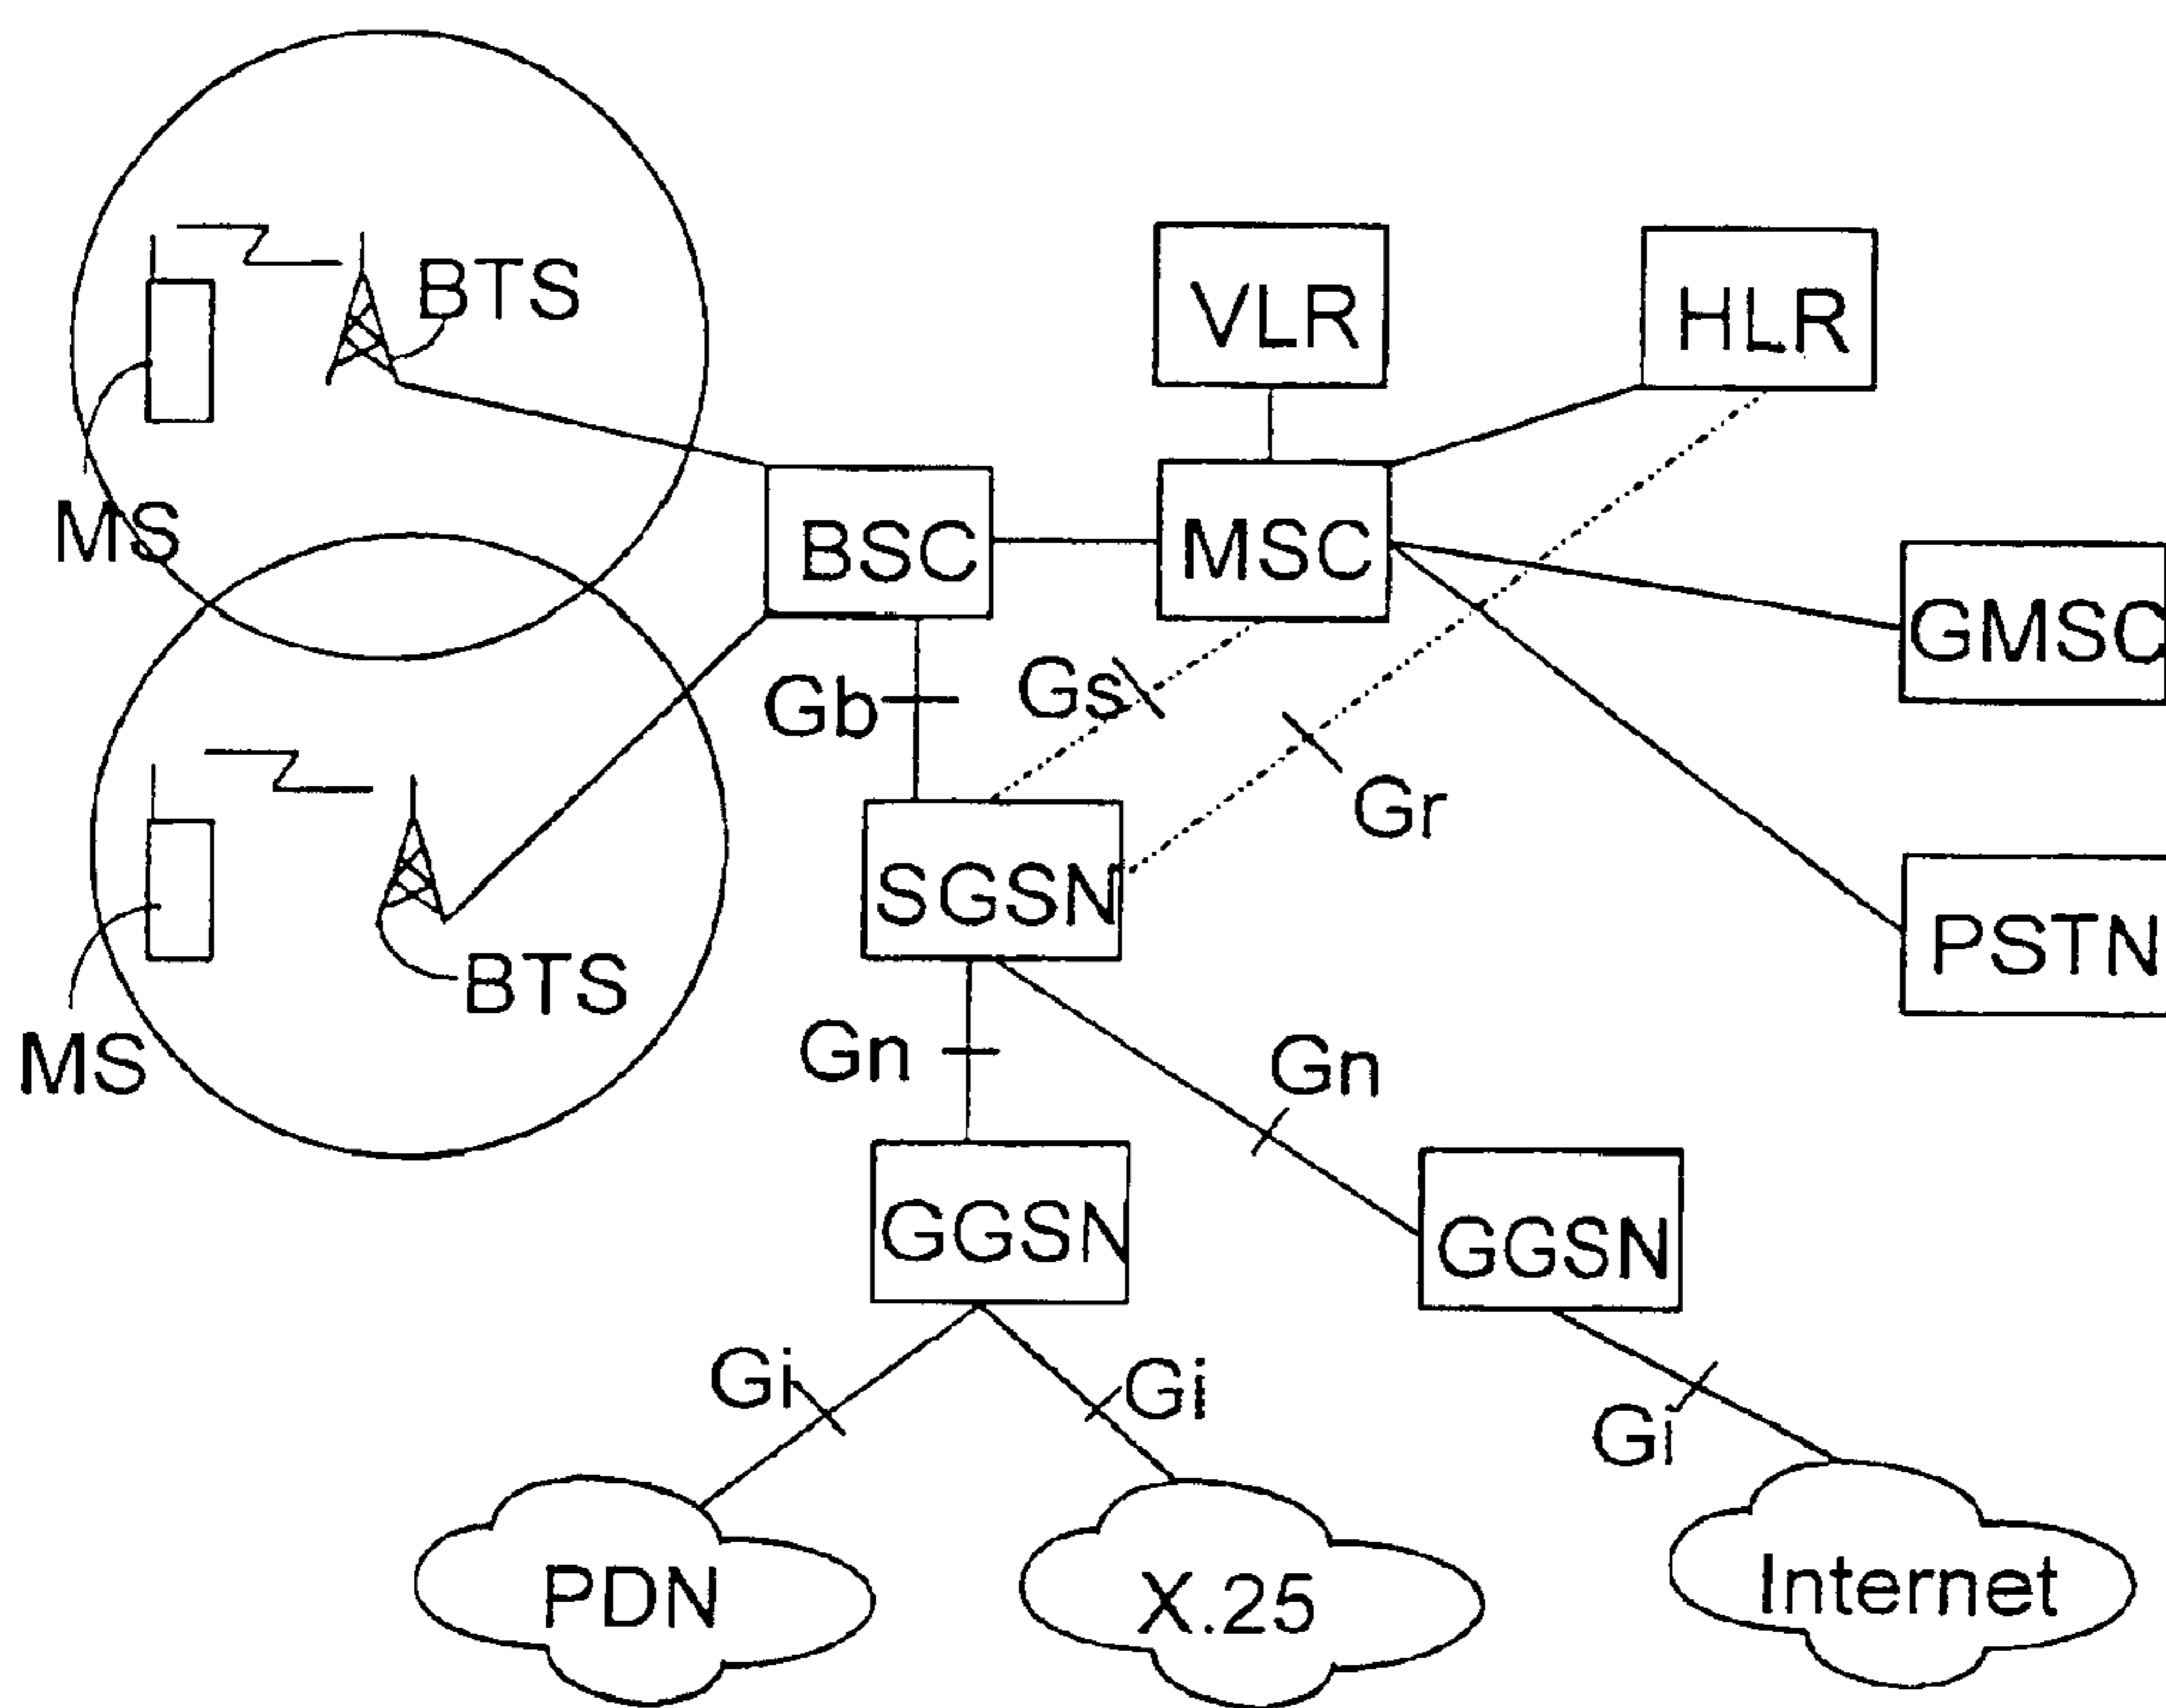 BTS
VLR
HLR
MS
BSC
MSC
GMSC
Gb
Gs
Gr
SGSN
PSTN
BTS
MS
Gn
Gn
GGSN
GGSN
Gi
Gi
Gi
PDN
X.25
Internet